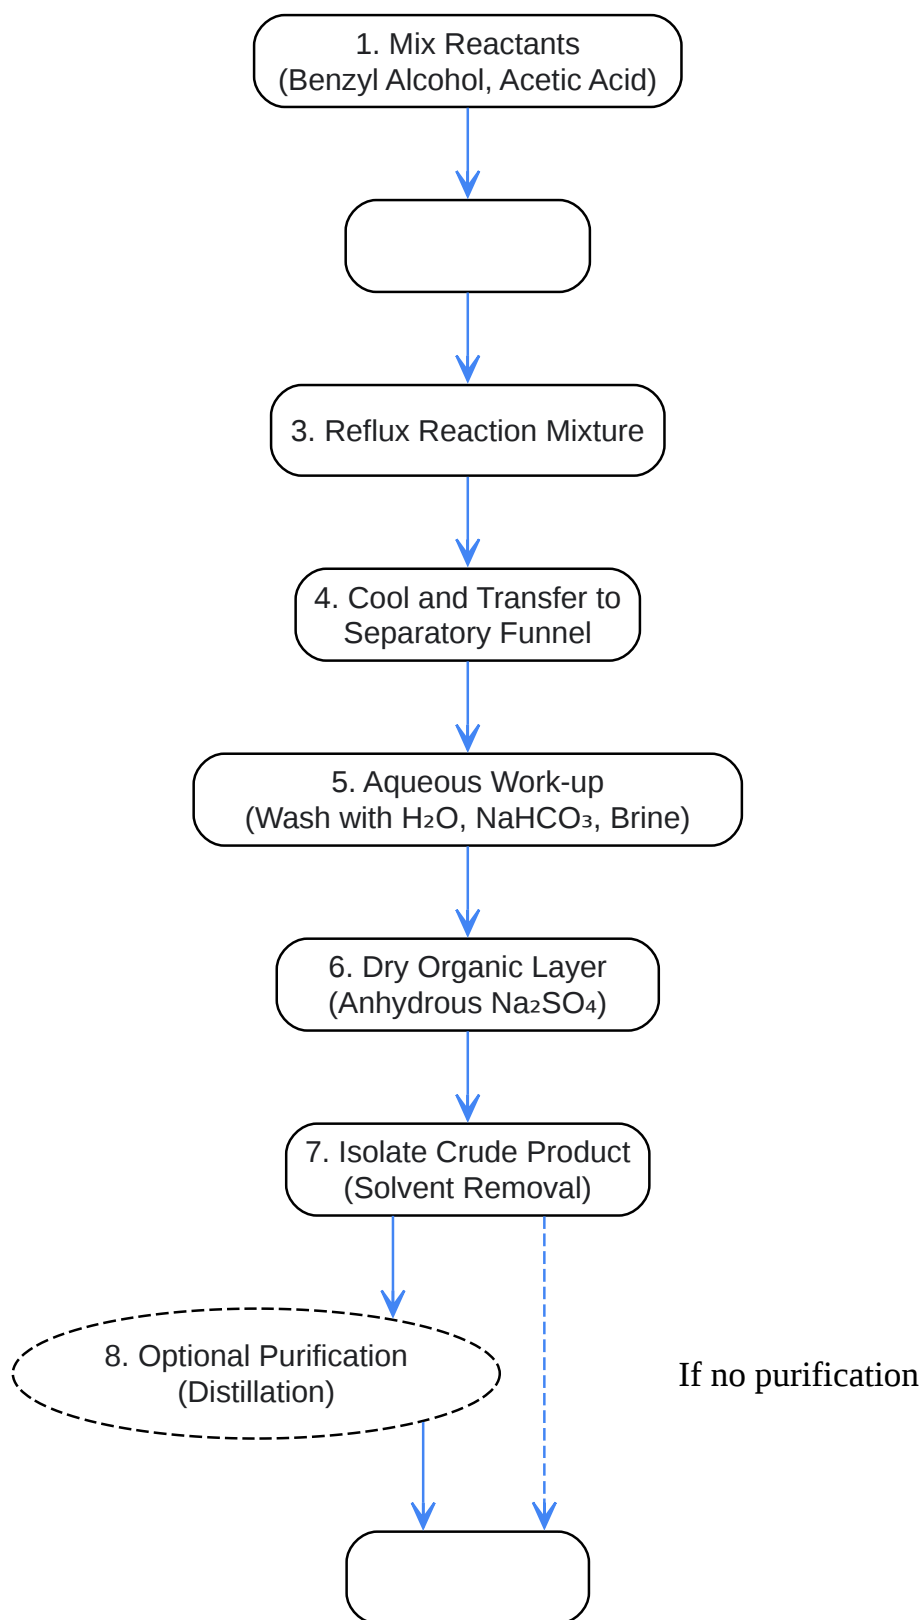 1. Mix Reactants
(Benzyl Alcohol, Acetic Acid)
3. Reflux Reaction Mixture
4. Cool and Transfer to
Separatory Funnel
5. Aqueous Work-up
(Wash with H₂O, NaHCO₃, Brine)
6. Dry Organic Layer
(Anhydrous Na₂SO₄)
7. Isolate Crude Product
(Solvent Removal)
8. Optional Purification
(Distillation)
If no purification